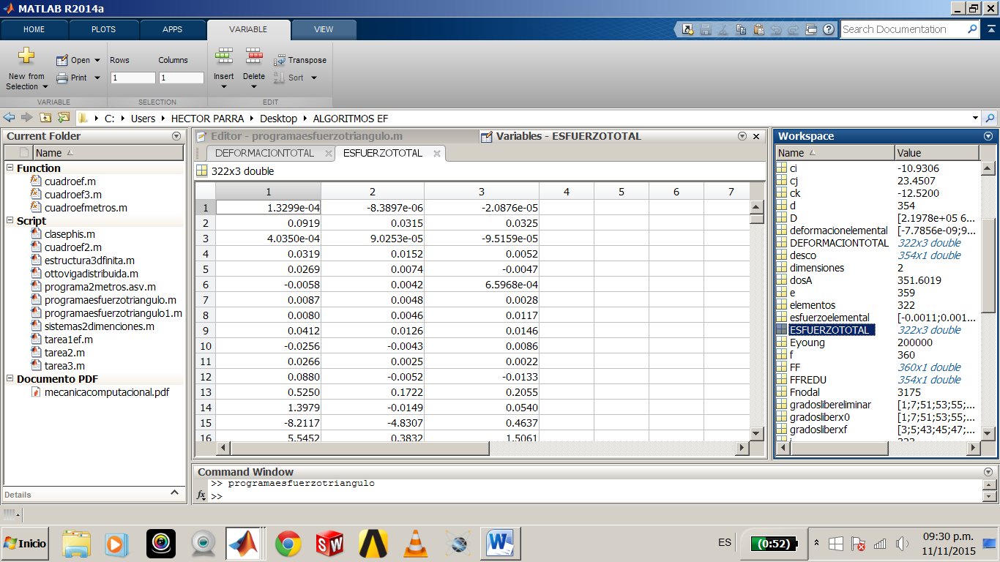 MATLAB R2014a
HOME PLOTS APPS VARIABLE VIEW
Search Documentation
New from Selection
Open
Print
Rows Columns
1 1
Insert Delete
Transpose
Sort
VARIABLE SELECTION EDIT
C: Users HECTOR PARRA Desktop ALGORITMOS EF
Current Folder
Name
Function
cuadroef.m
cuadroef3.m
cuadroefmetros.m
Script
clasephis.m
cuadroef2.m
estructura3dfinita.m
ottovigadistribuida.m
programa2metros.asv.m
programaesfuerzotriangulo.m
programaesfuerzotriangulo1.m
sistemas2dimenciones.m
tarea1ef.m
tarea2.m
tarea3.m
Documento PDF
mecanicacomputacional.pdf
Details
Editor - programaesfuerzotriangulo.m Variables - ESFUERZOTOTAL
DEFORMACIONTOTAL ESFUERZOTOTAL
322x3 double
1 2 3 4 5 6 7
1 1.3299e-04 -8.3897e-06 -2.0876e-05
2 0.0919 0.0315 0.0325
3 4.0350e-04 9.0253e-05 -9.5159e-05
4 0.0319 0.0152 0.0052
5 0.0269 0.0074 -0.0047
6 -0.0058 0.0042 6.5968e-04
7 0.0087 0.0048 0.0028
8 0.0080 0.0046 0.0117
9 0.0412 0.0126 0.0146
10 -0.0256 -0.0043 0.0086
11 0.0266 0.0025 0.0022
12 0.0880 -0.0052 -0.0133
13 0.5250 0.1722 0.2055
14 1.3979 -0.0149 0.0540
15 -8.2117 -4.8307 0.4637
16 5.5452 0.3832 1.5061
Command Window
>> programaesfuerzotriangulo
fx >>
Workspace
Name Value
ci -10.9306
cj 23.4507
ck -12.5200
d 354
D [2.1978e+05 6...
deformacionelemental [-7.7856e-09;9...
DEFORMACIONTOTAL 322x3 double
desco 354x1 double
dimensiones 2
dosA 351.6019
e 359
elementos 322
esfuerzoelemental [-0.0011;0.001...
ESFUERZOTOTAL 322x3 double
Eyoung 200000
f 360
FF 360x1 double
FFREDU 354x1 double
Fnodal 3175
gradoslibereliminar [1;7;51;53;55;...
gradosliberx0 [1;7;51;53;55;...
gradosliberxf [3;5;43;45;47;...
Inicio
SW
W
ES
(0:52)
09:30 p.m.
11/11/2015